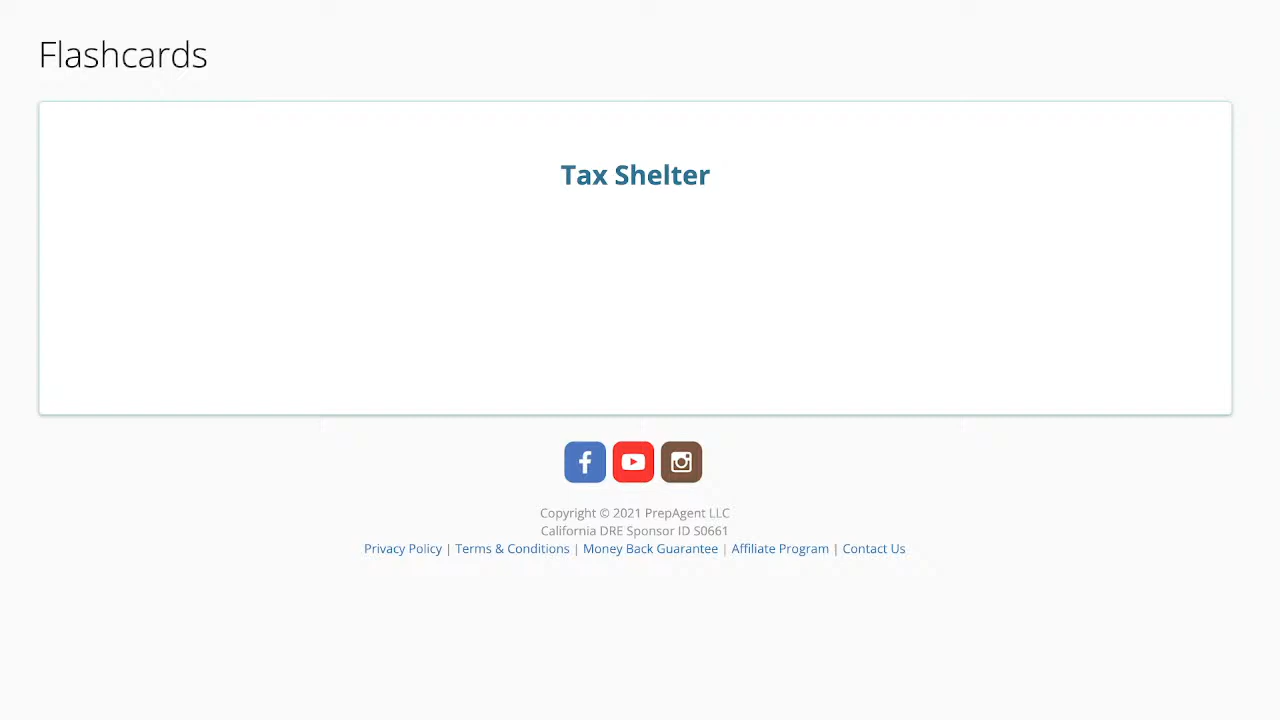 Flashcards
Tax Shelter
Copyright © 2021 PrepAgent LLC
California DRE Sponsor ID S0661
Privacy Policy | Terms & Conditions | Money Back Guarantee | Affiliate Program | Contact Us